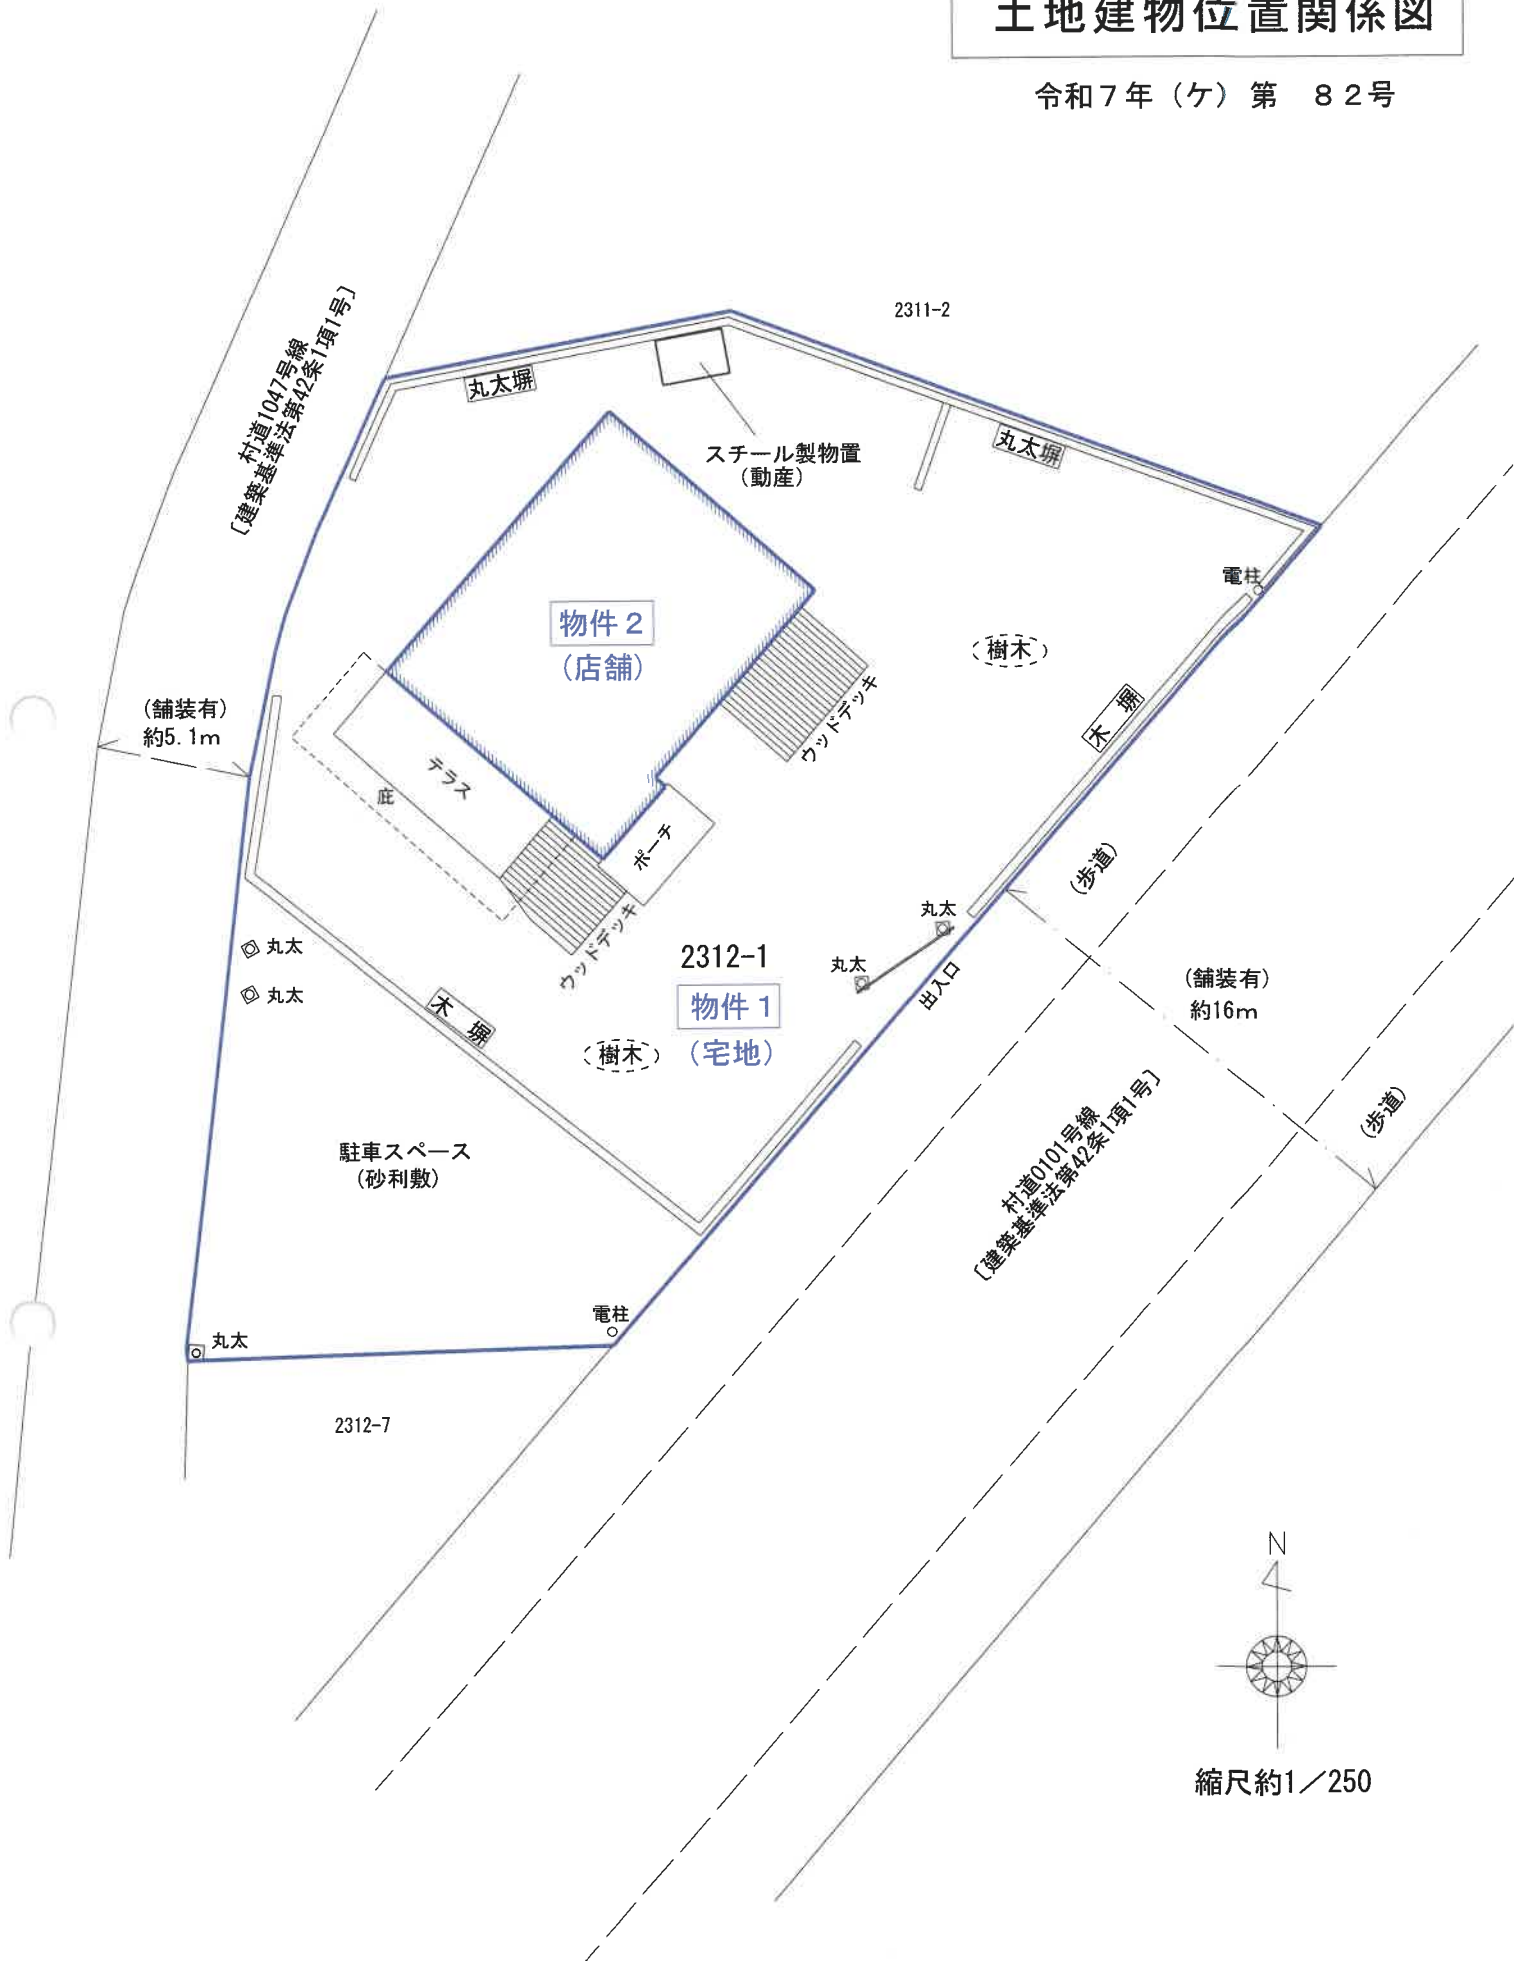 土地建物位置関係図
令和7年（ケ）第　82号
2311-2
村道1047号線
〔建築基準法第42条1項1号〕
丸太塀
スチール製物置
（動産）
丸太塀
電柱
物件2
（店舗）
（樹木）
（舗装有）
約5.1m
木 塀
ウッドデッキ
テラス
庇
ポーチ
（歩道）
丸太
丸太
丸太
丸太
ウッドデッキ
2312-1
物件1
（宅地）
出入口
（舗装有）
約16m
木 塀
（樹木）
村道0101号線
〔建築基準法第42条1項1号〕
（歩道）
駐車スペース
（砂利敷）
電柱
丸太
2312-7
N
縮尺約1／250